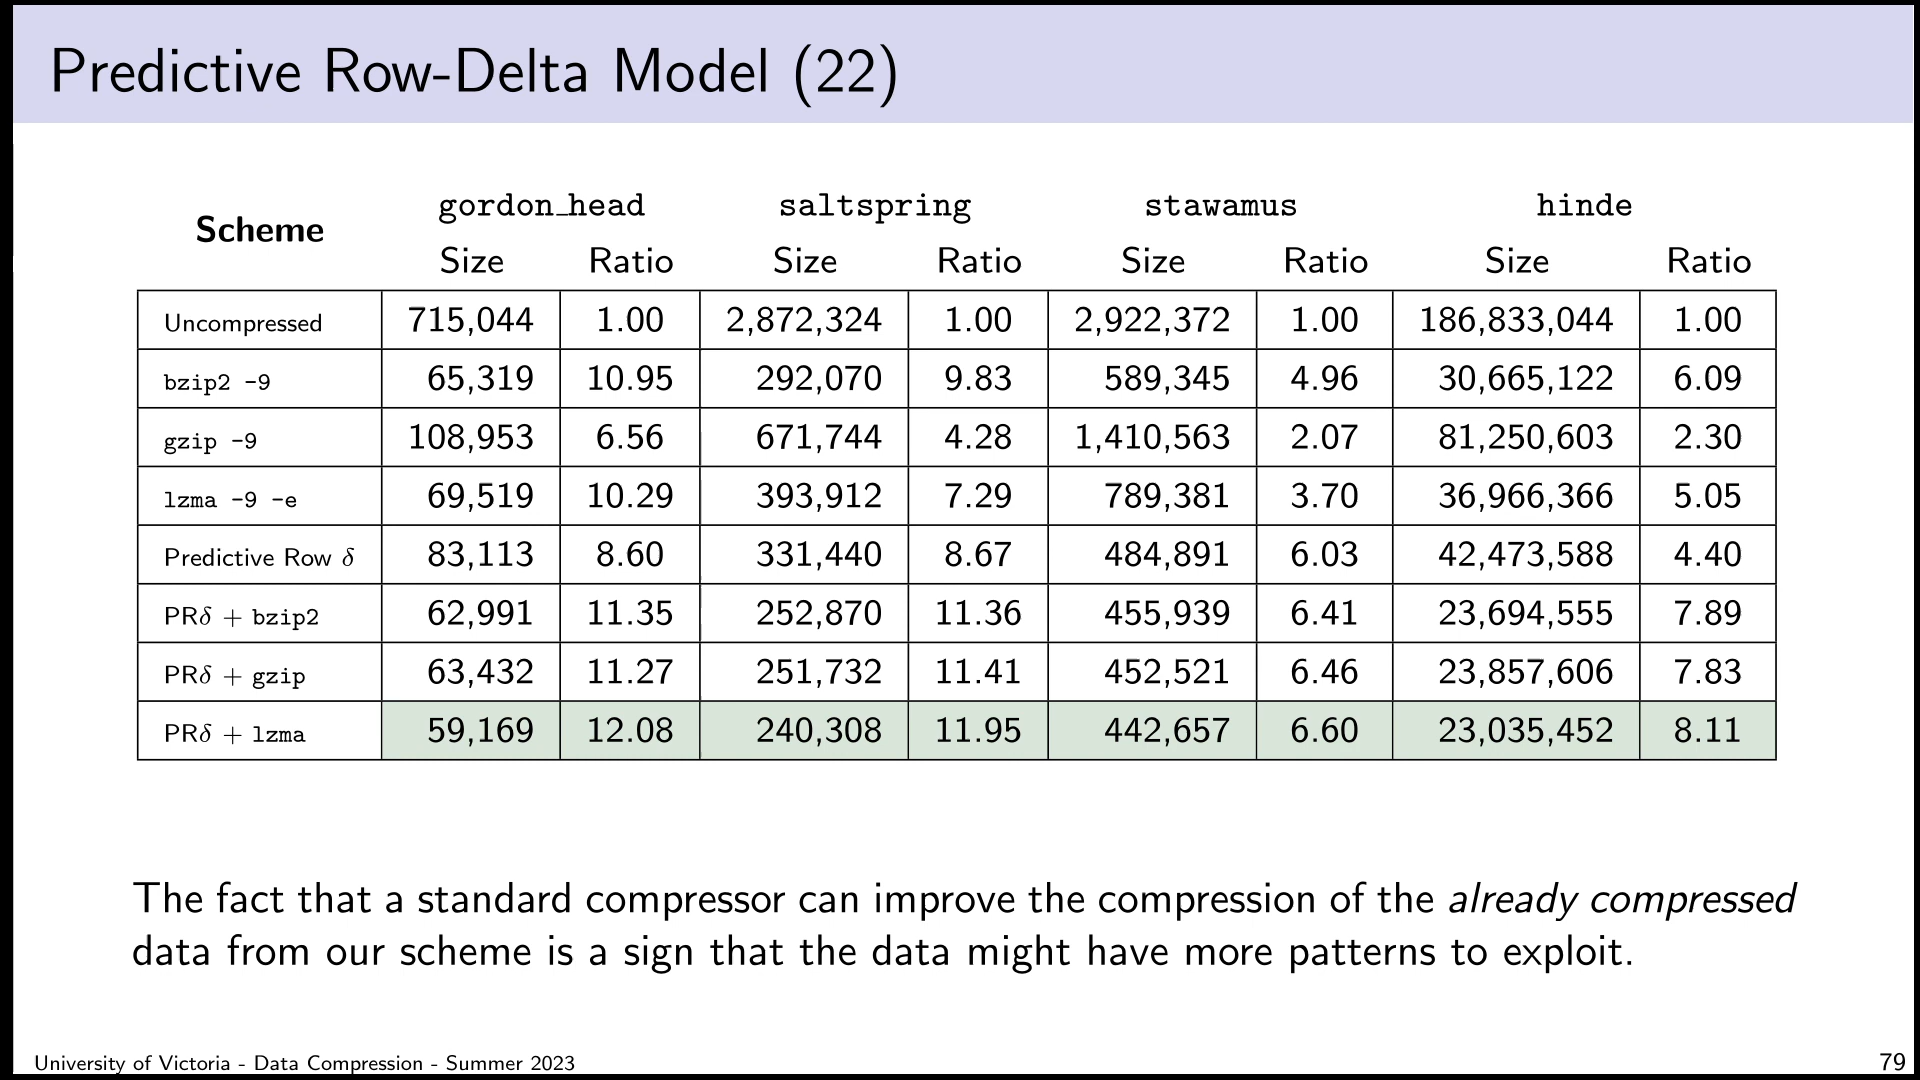 Predictive Row-Delta Model (22)
Scheme gordon_head saltspring stawamus hinde
Size Ratio Size Ratio Size Ratio Size Ratio
Uncompressed 715,044 1.00 2,872,324 1.00 2,922,372 1.00 186,833,044 1.00
bzip2 -9 65,319 10.95 292,070 9.83 589,345 4.96 30,665,122 6.09
gzip -9 108,953 6.56 671,744 4.28 1,410,563 2.07 81,250,603 2.30
lzma -9 -e 69,519 10.29 393,912 7.29 789,381 3.70 36,966,366 5.05
Predictive Row δ 83,113 8.60 331,440 8.67 484,891 6.03 42,473,588 4.40
PRδ + bzip2 62,991 11.35 252,870 11.36 455,939 6.41 23,694,555 7.89
PRδ + gzip 63,432 11.27 251,732 11.41 452,521 6.46 23,857,606 7.83
PRδ + lzma 59,169 12.08 240,308 11.95 442,657 6.60 23,035,452 8.11
The fact that a standard compressor can improve the compression of the already compressed
data from our scheme is a sign that the data might have more patterns to exploit.
University of Victoria - Data Compression - Summer 2023 79